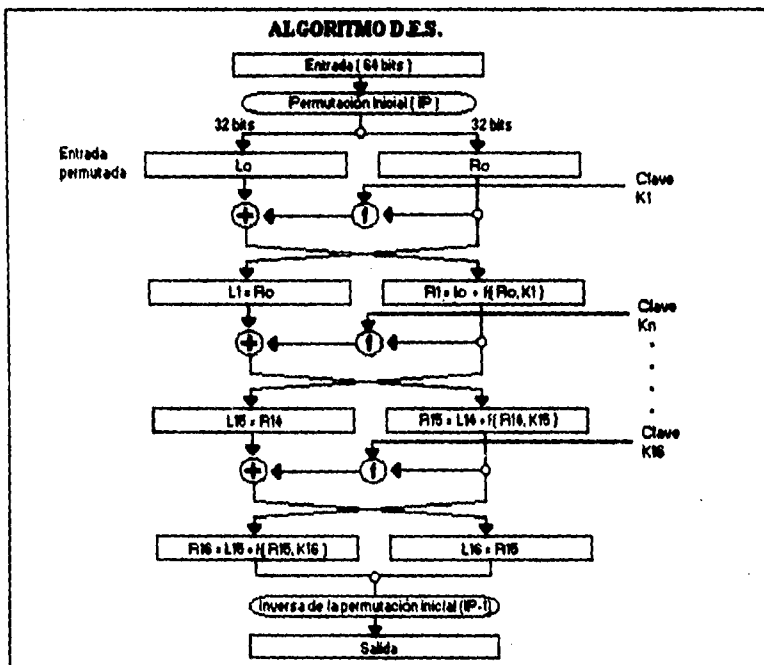 ALGORITMO D.E.S.
Entrada ( 64 bits )
Permutación Inicial ( IP )
32 bits
32 bits
Entrada
permutada
Lo
Ro
Clave
K1
+
f
L1 = Ro
R1 = lo + f( Ro, K1 )
Clave
Kn
+
f
L15 = R14
R15 = L14 + f( R14, K15 )
Clave
K16
+
f
R16 = L15 + f( R15, K16 )
L16 = R15
Inversa de la permutación inicial (IP-1)
Salida